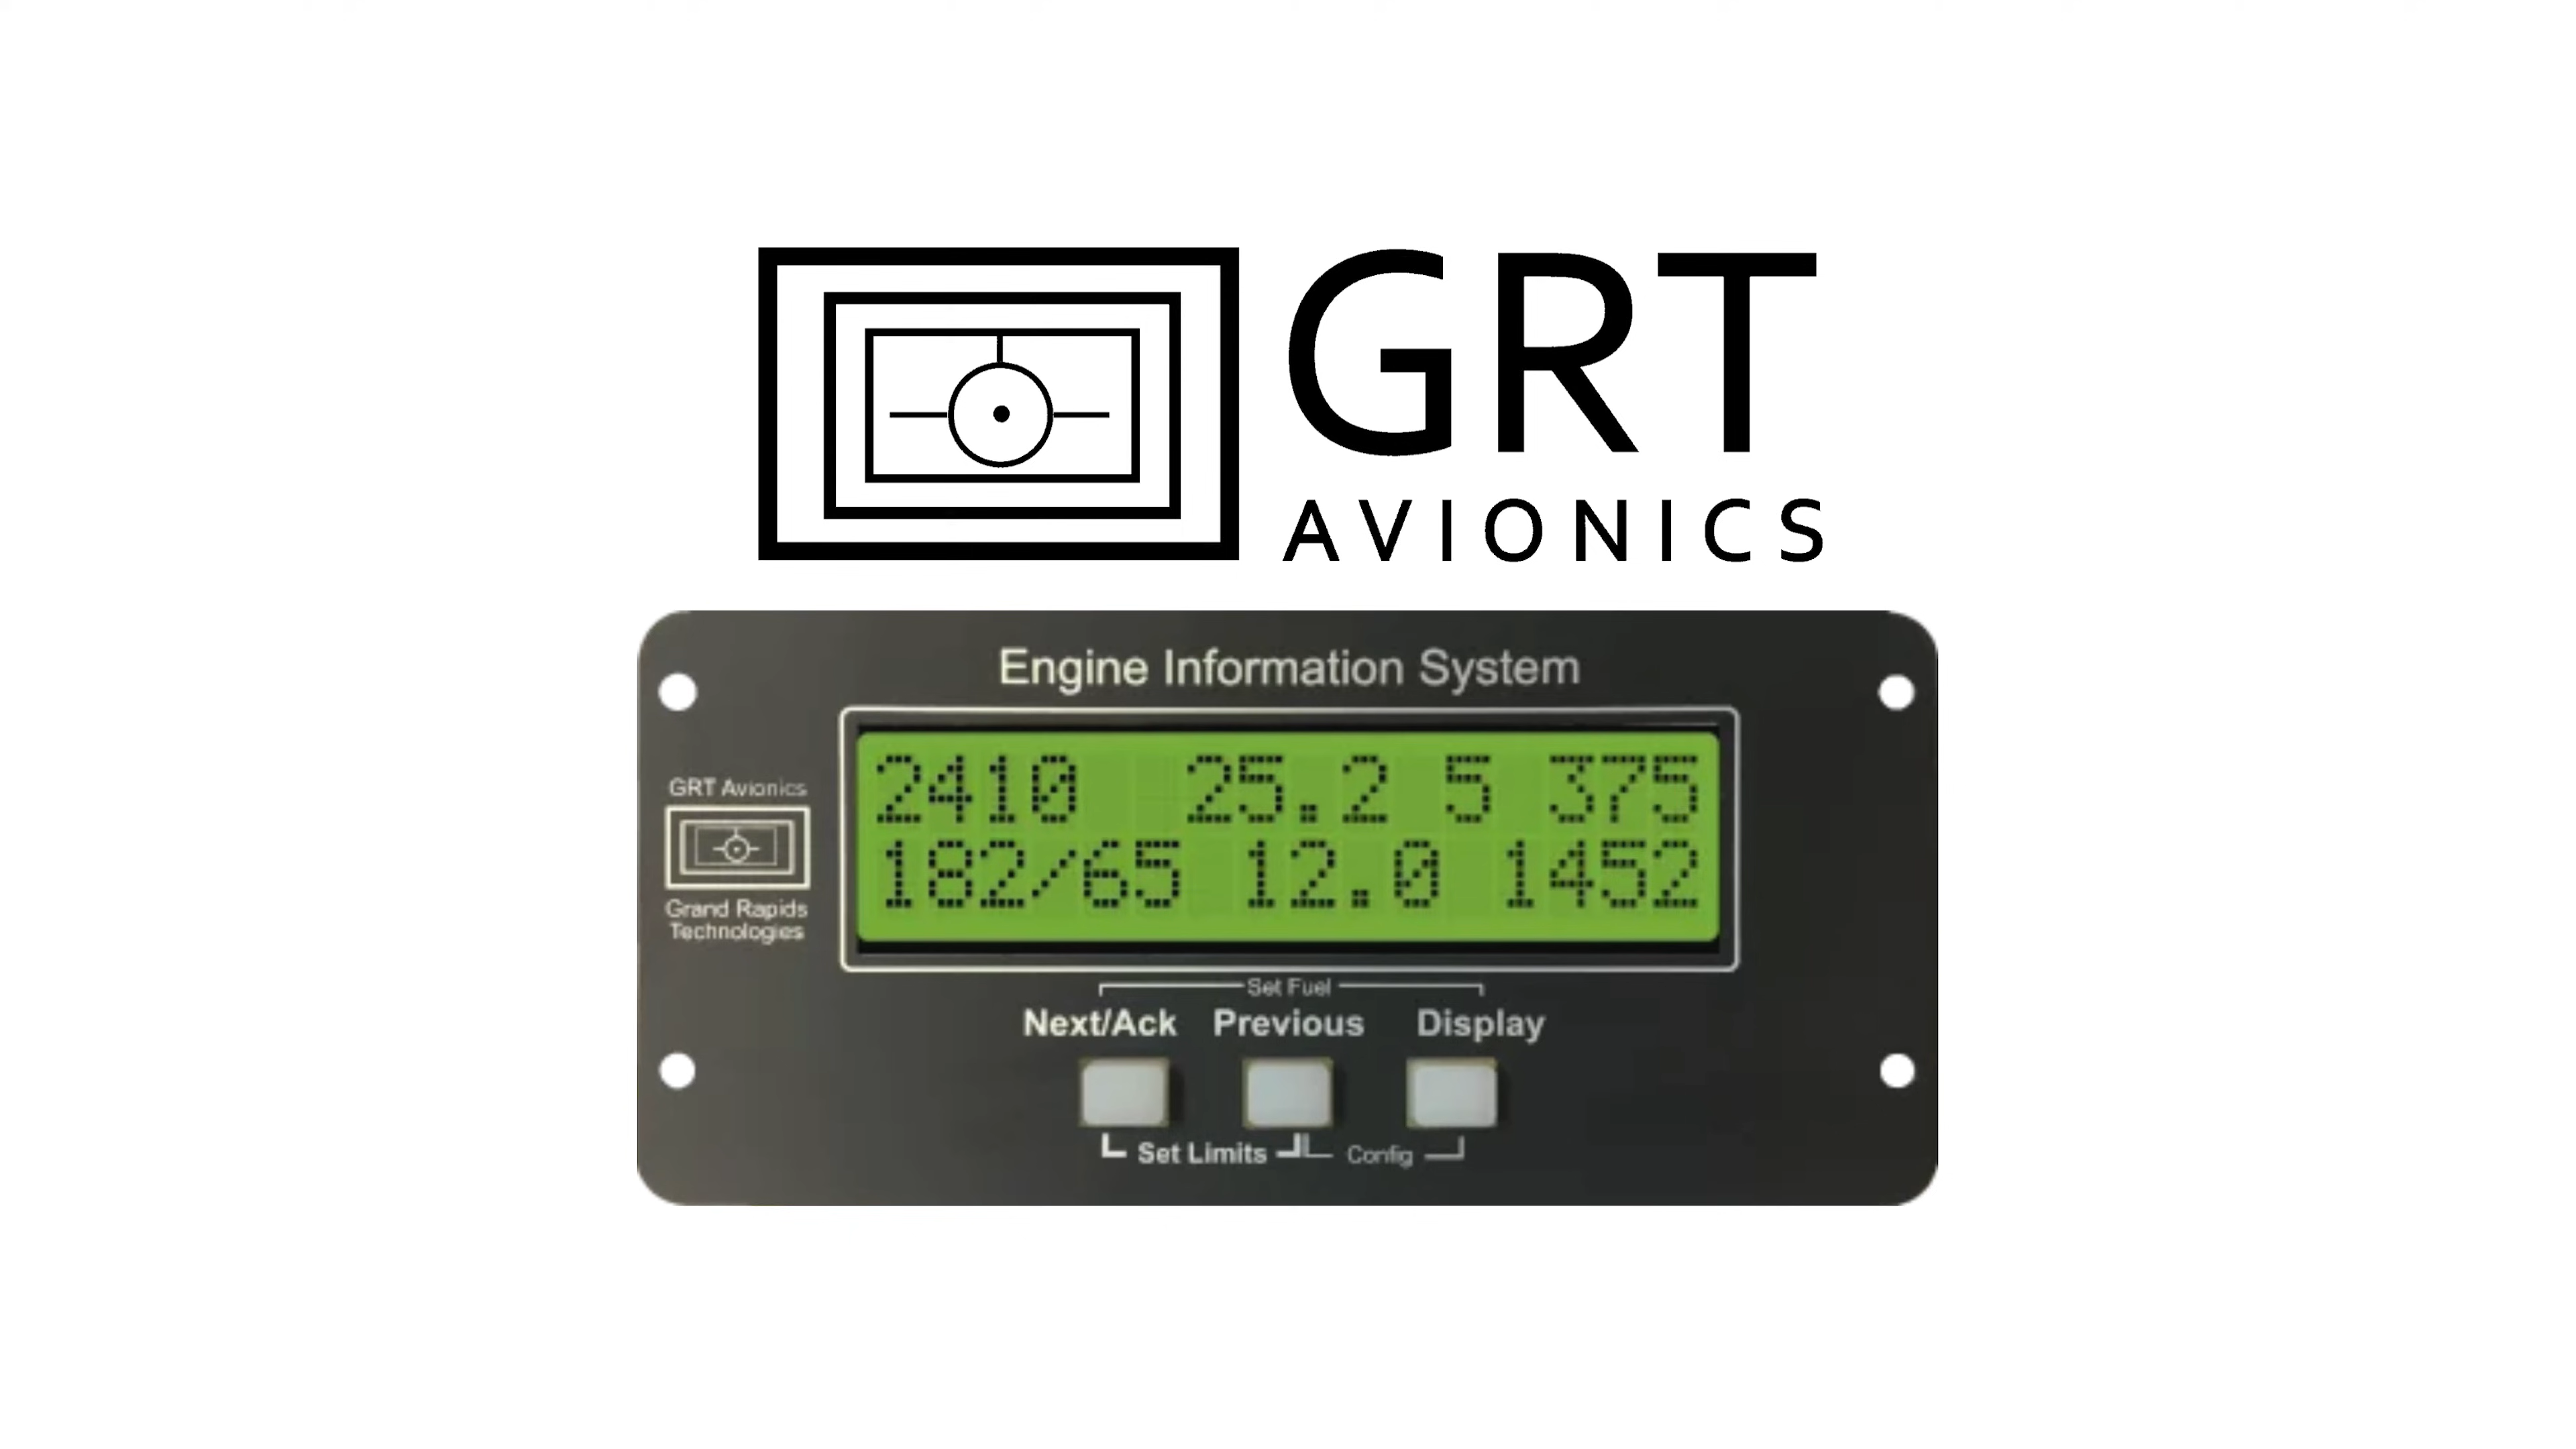 GRT
AVIONICS
Engine Information System
GRT Avionics
Grand Rapids
Technologies
2410 25.2 5 375
182/65 12.0 1452
Set Fuel
Next/Ack Previous Display
Set Limits Config